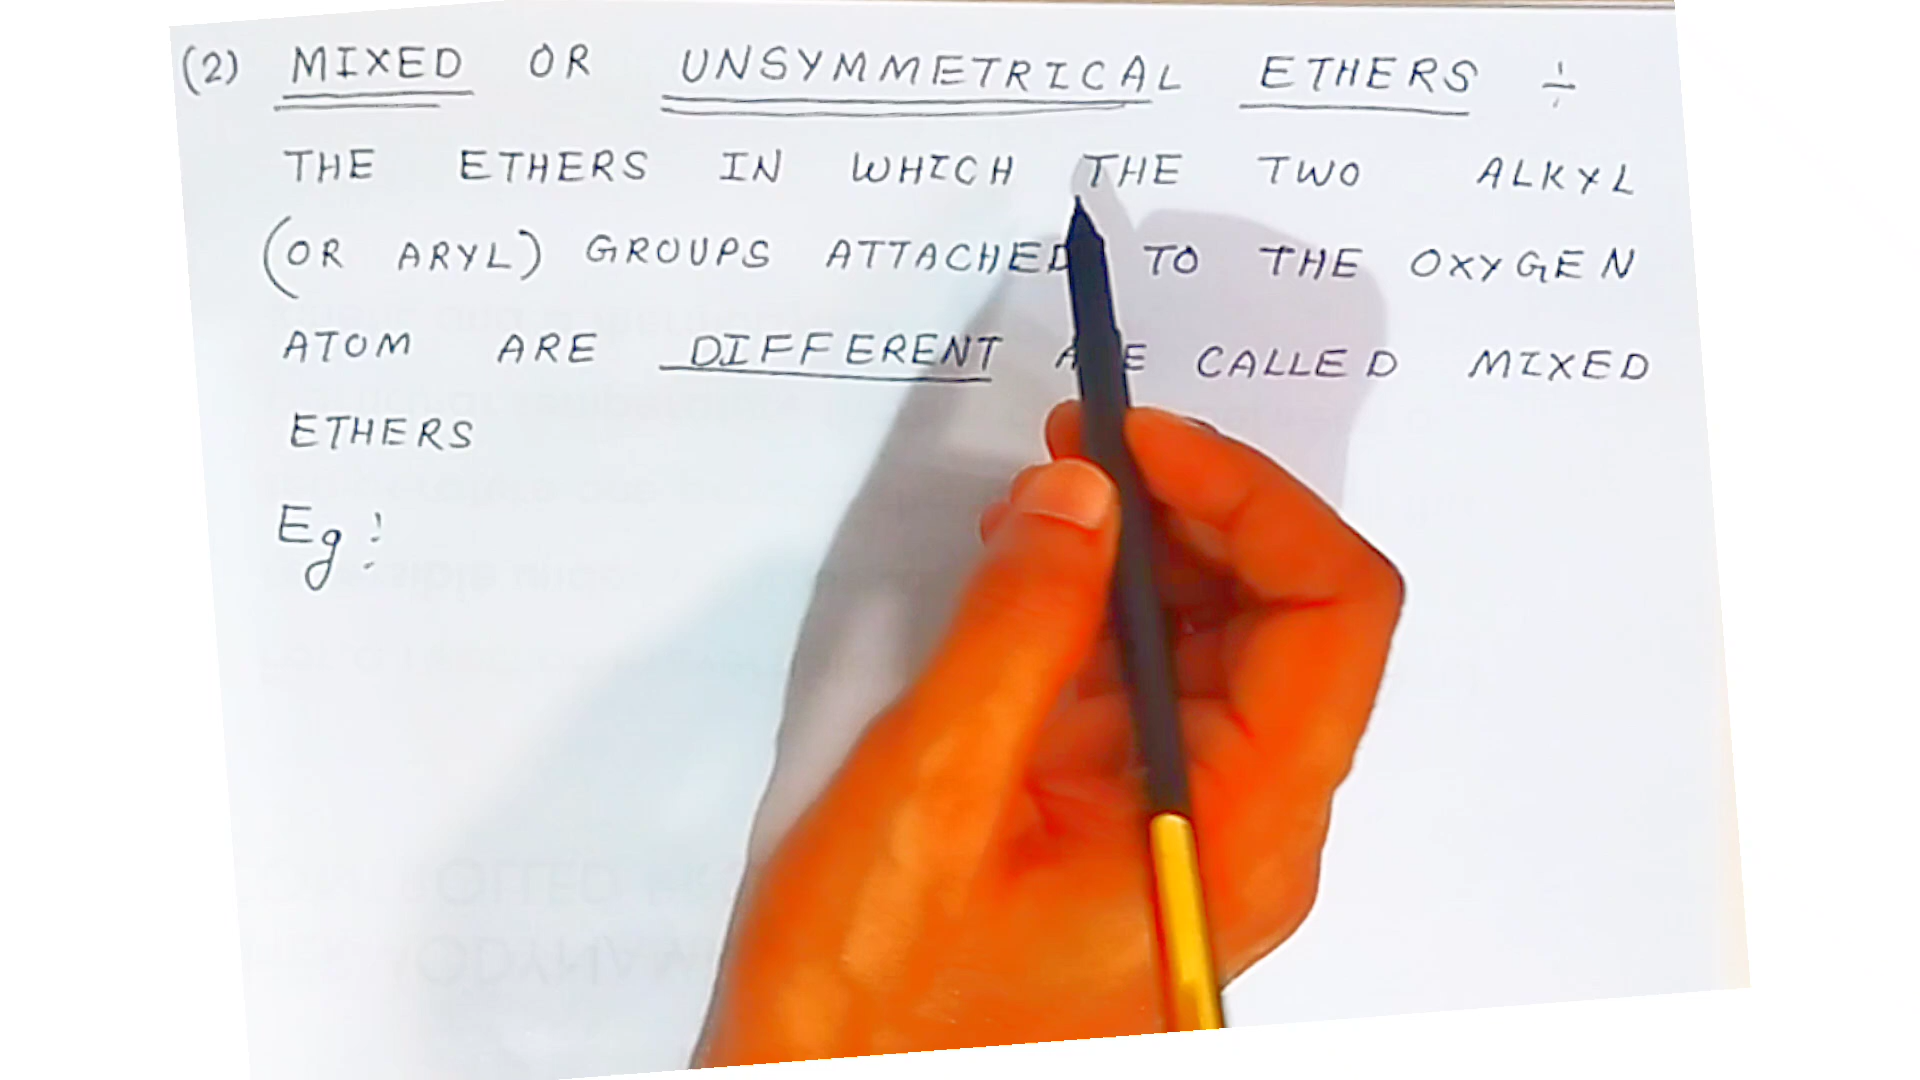 (2) MIXED OR UNSYMMETRICAL ETHERS ÷
THE ETHERS IN WHICH THE TWO ALKYL
(OR ARYL) GROUPS ATTACHED TO THE OXYGEN
ATOM ARE DIFFERENT ARE CALLED MIXED
ETHERS
Eg :